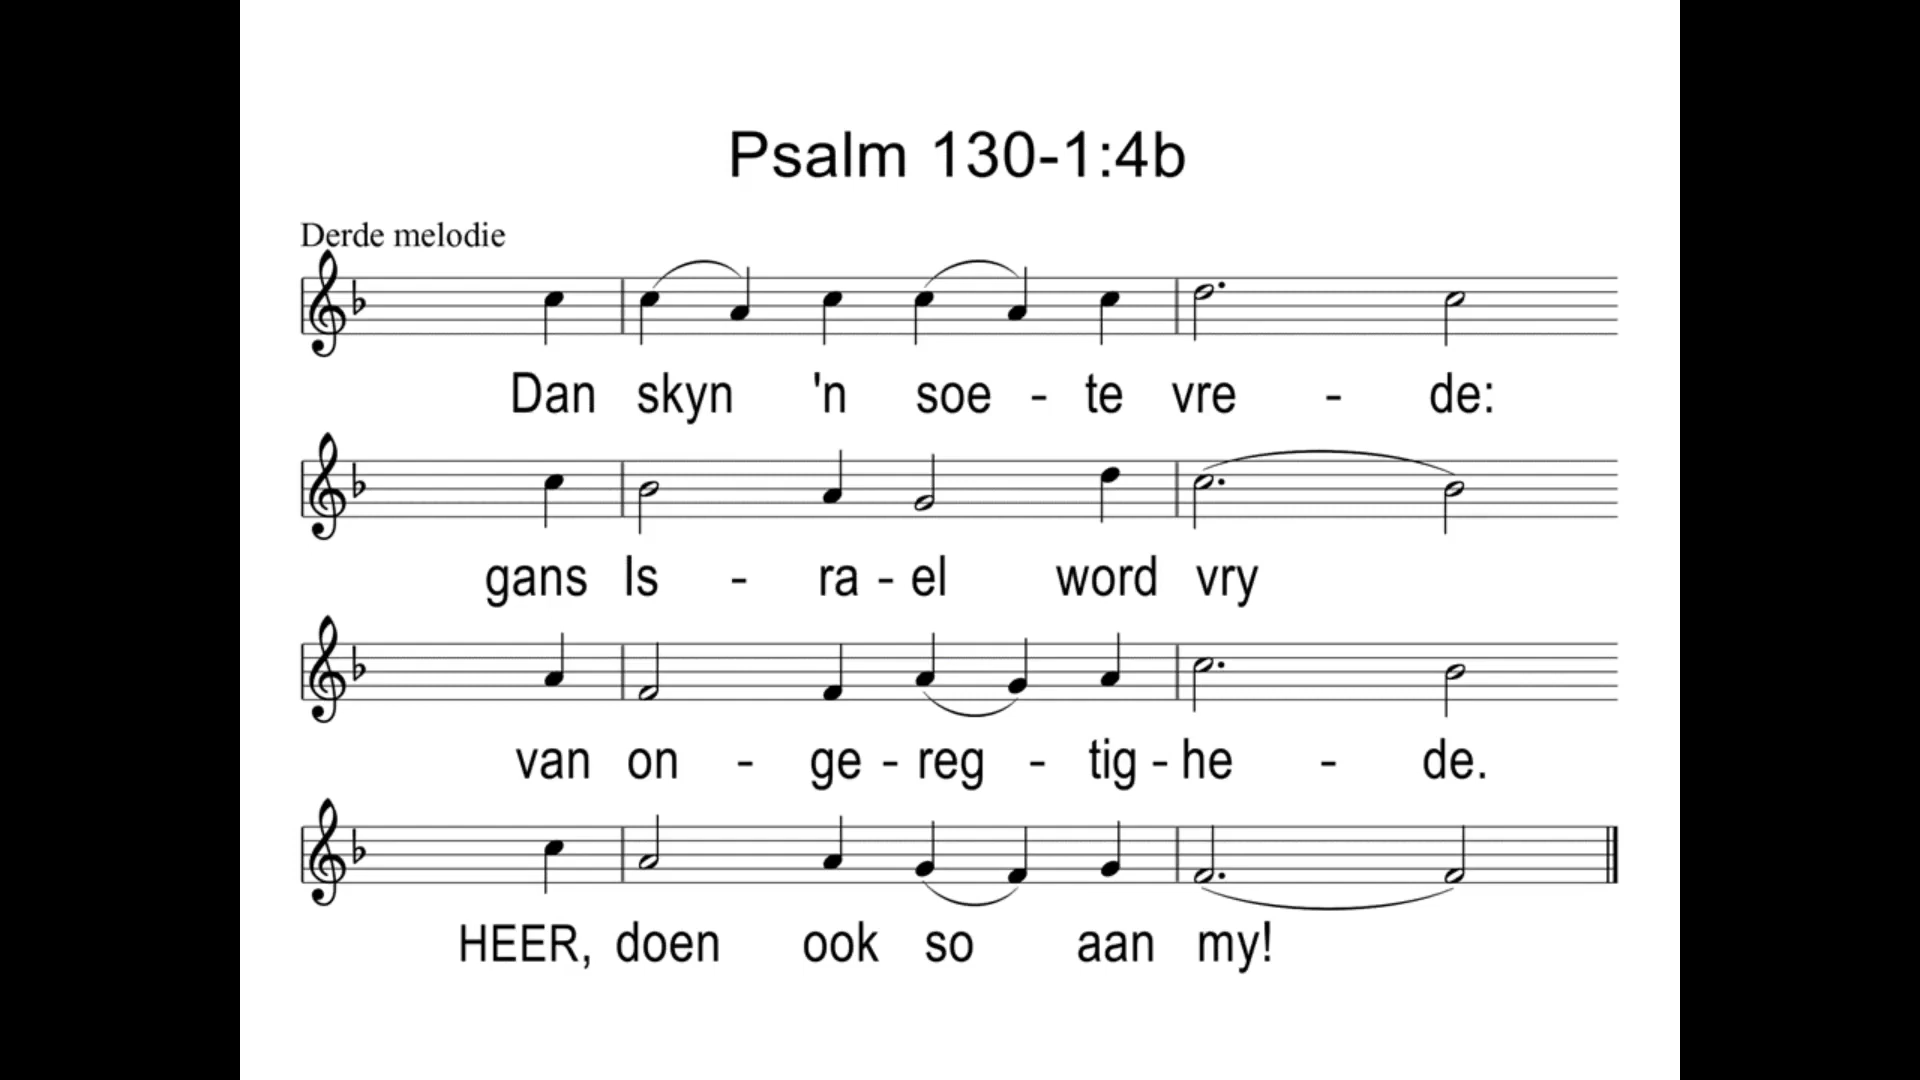 Psalm 130-1:4b
Derde melodie
Dan skyn 'n soe - te vre - de:
gans Is - ra - el word vry
van on - ge - reg - tig - he - de.
HEER, doen ook so aan my!